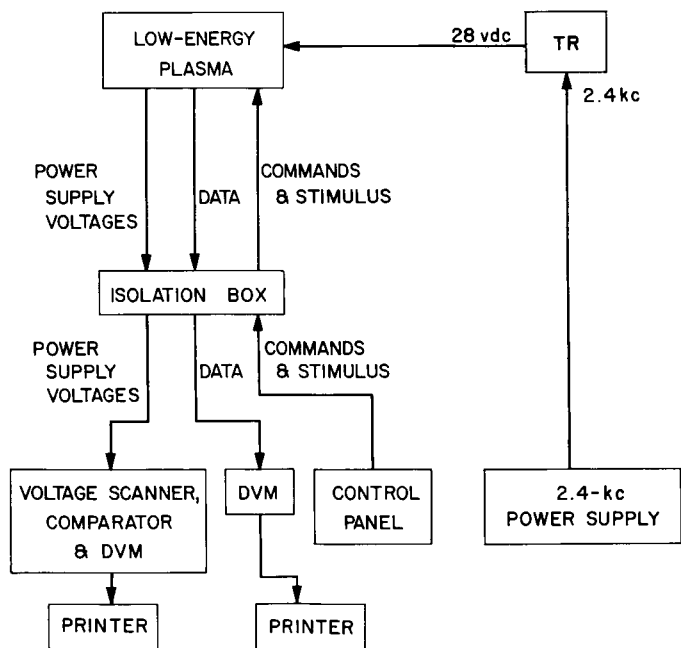 LOW-ENERGY
PLASMA
28 vdc
TR
2.4 kc
POWER
SUPPLY
VOLTAGES
DATA
COMMANDS
& STIMULUS
ISOLATION BOX
POWER
SUPPLY
VOLTAGES
DATA
COMMANDS
& STIMULUS
VOLTAGE SCANNER,
COMPARATOR
& DVM
DVM
CONTROL
PANEL
2.4-kc
POWER SUPPLY
PRINTER
PRINTER